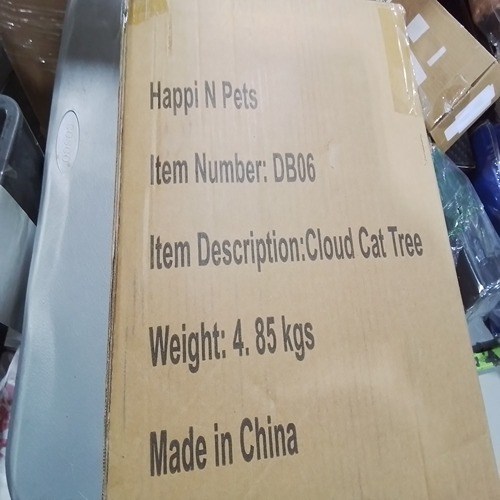 Happi N Pets
Item Number: DB06
Item Description:Cloud Cat Tree
Weight: 4. 85 kgs
Made in China